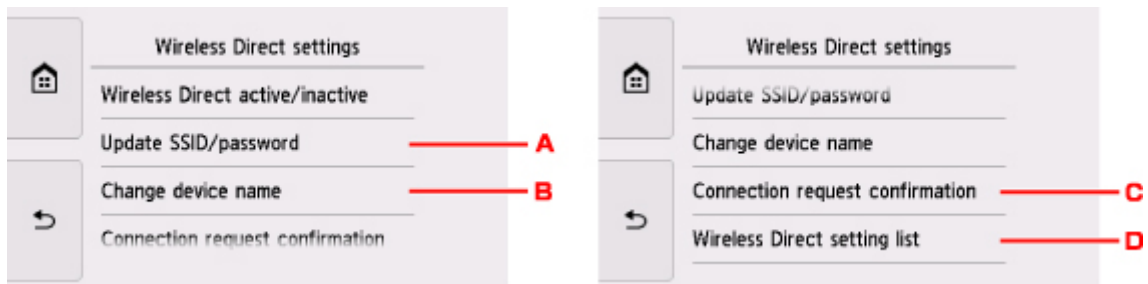 Wireless Direct settings
Wireless Direct active/inactive
Update SSID/password
A
Change device name
B
Connection request confirmation
Wireless Direct settings
Update SSID/password
Change device name
Connection request confirmation
C
Wireless Direct setting list
D